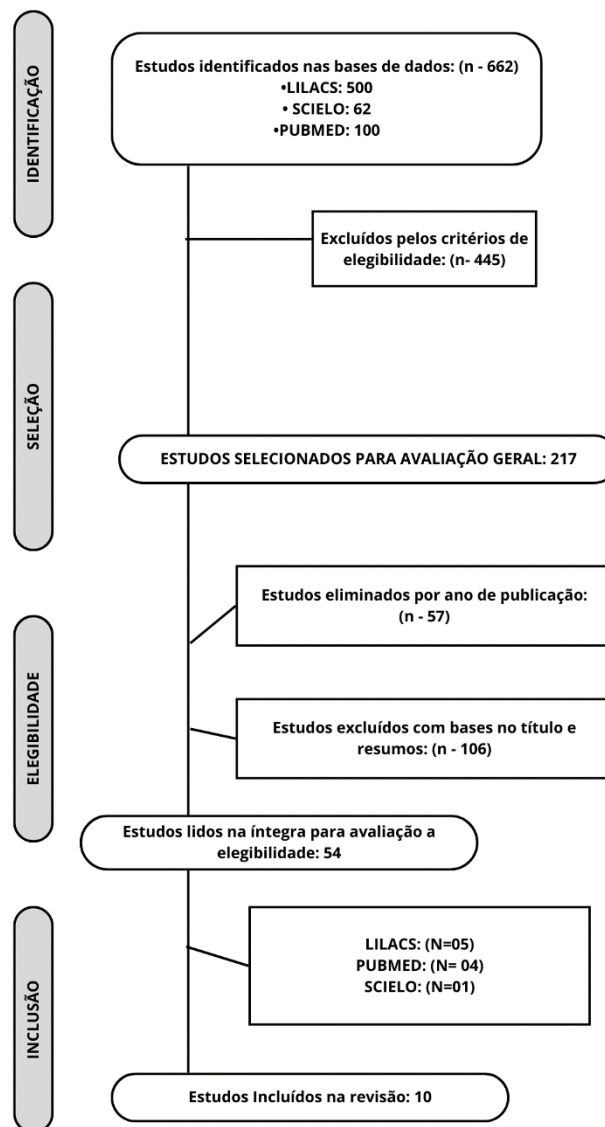 IDENTIFICAÇÃO
Estudos identificados nas bases de dados: (n - 662)
•LILACS: 500
• SCIELO: 62
•PUBMED: 100
Excluídos pelos critérios de
elegibilidade: (n- 445)
SELEÇÃO
ESTUDOS SELECIONADOS PARA AVALIAÇÃO GERAL: 217
ELEGIBILIDADE
Estudos eliminados por ano de publicação:
(n - 57)
Estudos excluídos com bases no título e
resumos: (n - 106)
Estudos lidos na íntegra para avaliação a
elegibilidade: 54
INCLUSÃO
LILACS: (N=05)
PUBMED: (N= 04)
SCIELO: (N=01)
Estudos Incluídos na revisão: 10